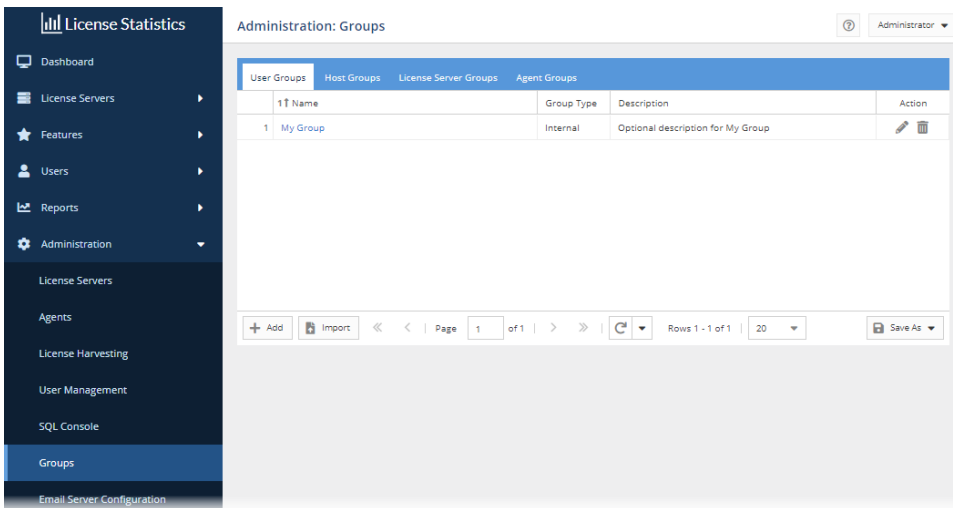 License Statistics
Administration: Groups
Administrator
Dashboard
License Servers
Features
Users
Reports
Administration
License Servers
Agents
License Harvesting
User Management
SQL Console
Groups
Email Server Configuration
User Groups Host Groups License Server Groups Agent Groups
1 Name Group Type Description Action
1 My Group Internal Optional description for My Group
Add Import Page 1 of 1 Rows 1 - 1 of 1 20 Save As